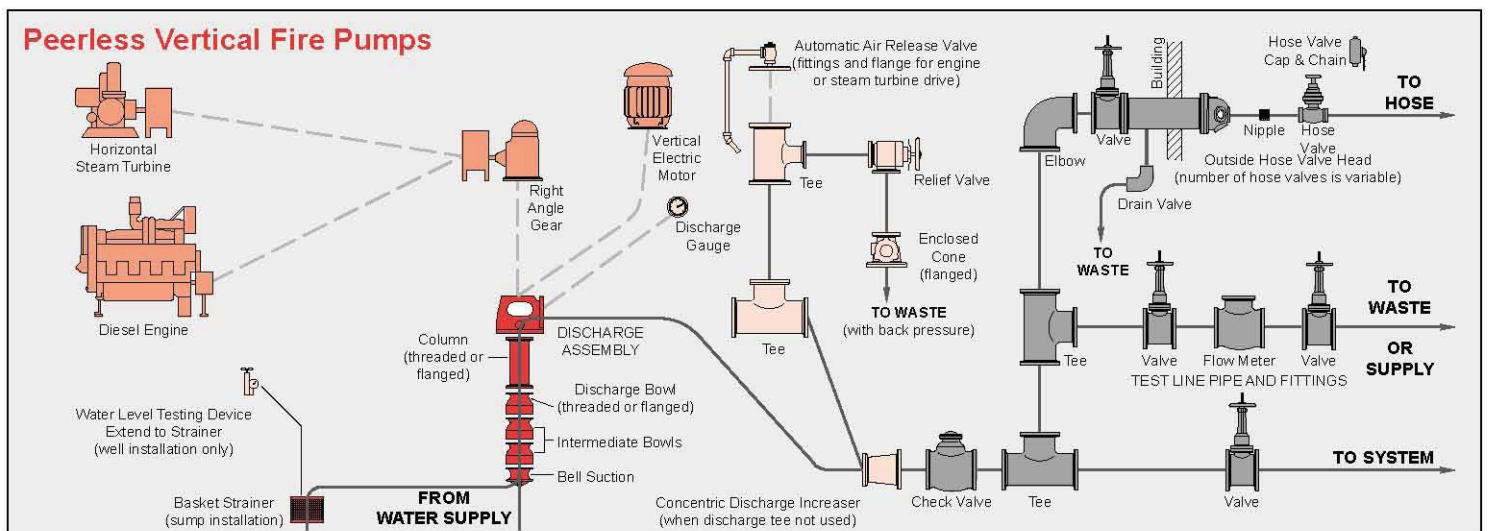 Peerless Vertical Fire Pumps
Horizontal
Steam Turbine
Diesel Engine
Right
Angle
Gear
Vertical
Electric
Motor
Discharge
Gauge
Automatic Air Release Valve
(fittings and flange for engine
or steam turbine drive)
Tee
Relief Valve
Enclosed
Cone
(flanged)
TO WASTE
(with back pressure)
Tee
Elbow
Valve
Building
Hose Valve
Cap & Chain
TO
HOSE
Nipple
Hose
Valve
Outside Hose Valve Head
(number of hose valves is variable)
Drain Valve
TO
WASTE
Tee
Valve
Flow Meter
Valve
TEST LINE PIPE AND FITTINGS
TO
WASTE
OR
SUPPLY
DISCHARGE
ASSEMBLY
Column
(threaded or
flanged)
Discharge Bowl
(threaded or flanged)
Intermediate Bowls
Bell Suction
Water Level Testing Device
Extend to Strainer
(well installation only)
Basket Strainer
(sump installation)
FROM
WATER SUPPLY
Concentric Discharge Increaser
(when discharge tee not used)
Check Valve
Tee
Valve
TO SYSTEM